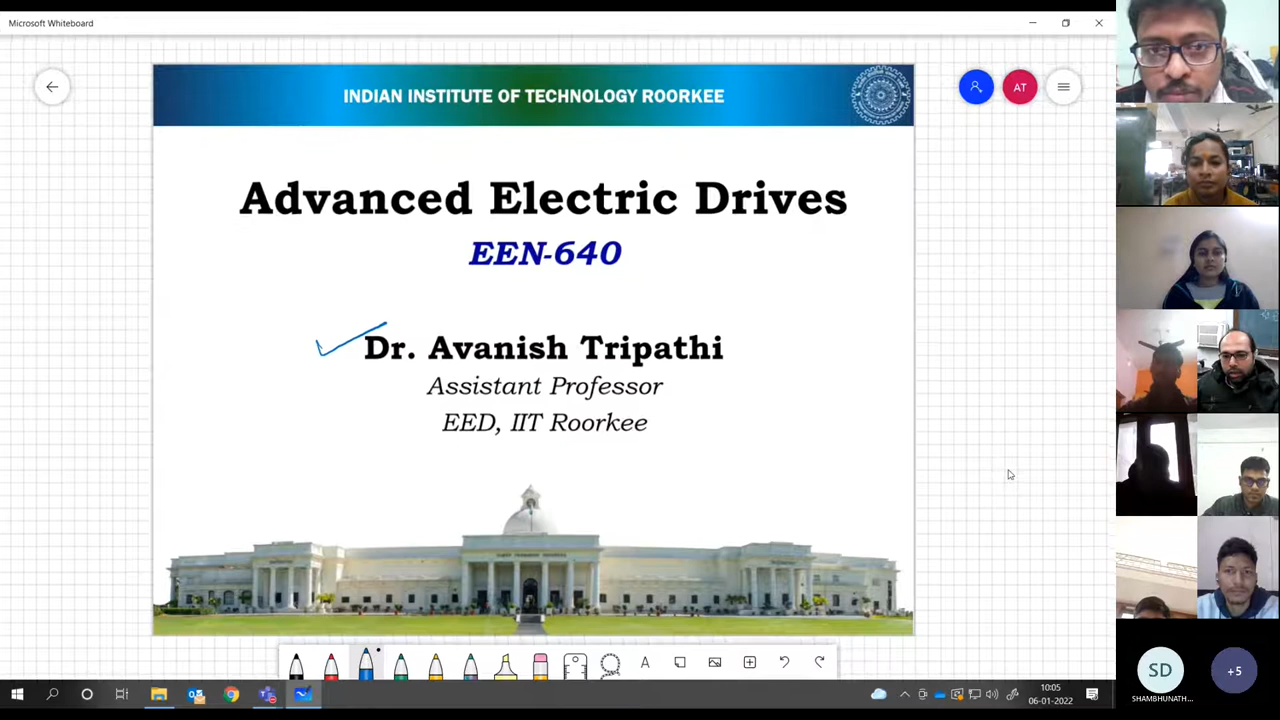 Microsoft Whiteboard
INDIAN INSTITUTE OF TECHNOLOGY ROORKEE
AT
Advanced Electric Drives
EEN-640
Dr. Avanish Tripathi
Assistant Professor
EED, IIT Roorkee
A
SD
+5
SHAMBHUNATH...
10:05
06-01-2022